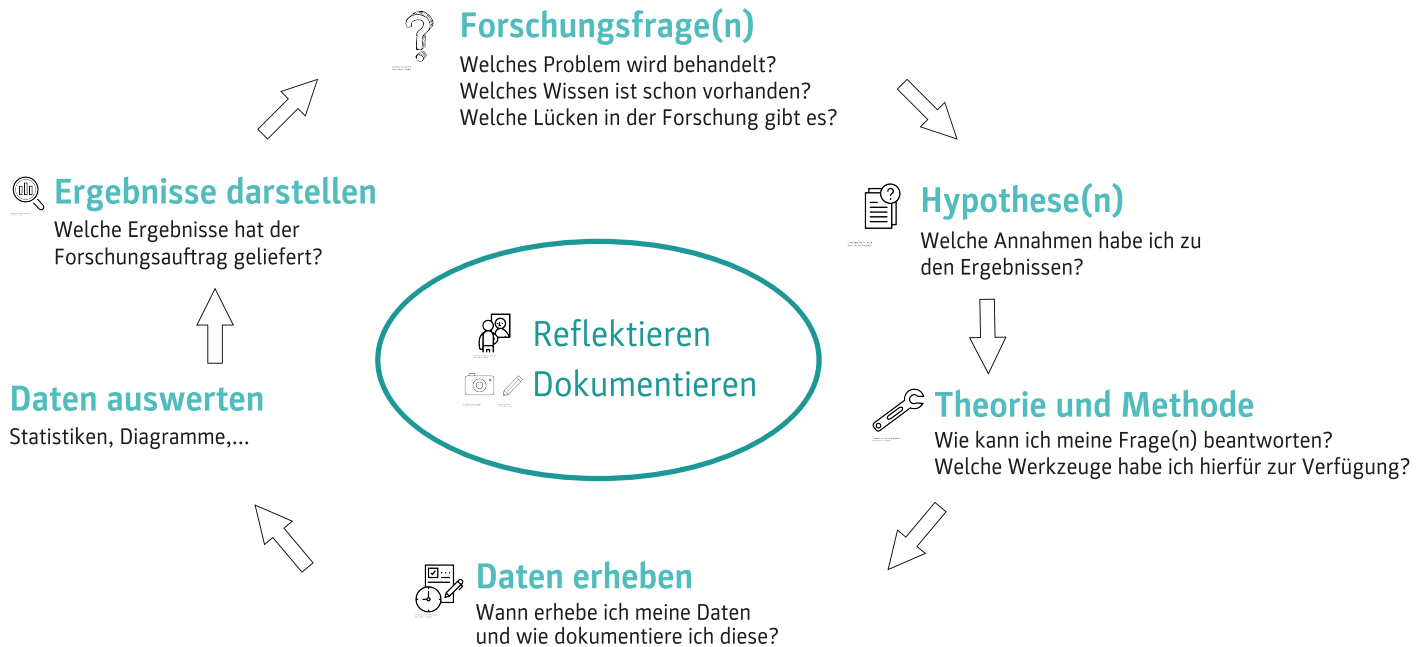 Forschungsfrage(n)
Welches Problem wird behandelt?
Welches Wissen ist schon vorhanden?
Welche Lücken in der Forschung gibt es?
Hypothese(n)
Welche Annahmen habe ich zu
den Ergebnissen?
Theorie und Methode
Wie kann ich meine Frage(n) beantworten?
Welche Werkzeuge habe ich hierfür zur Verfügung?
Daten erheben
Wann erhebe ich meine Daten
und wie dokumentiere ich diese?
Daten auswerten
Statistiken, Diagramme,...
Ergebnisse darstellen
Welche Ergebnisse hat der
Forschungsauftrag geliefert?
Reflektieren
Dokumentieren